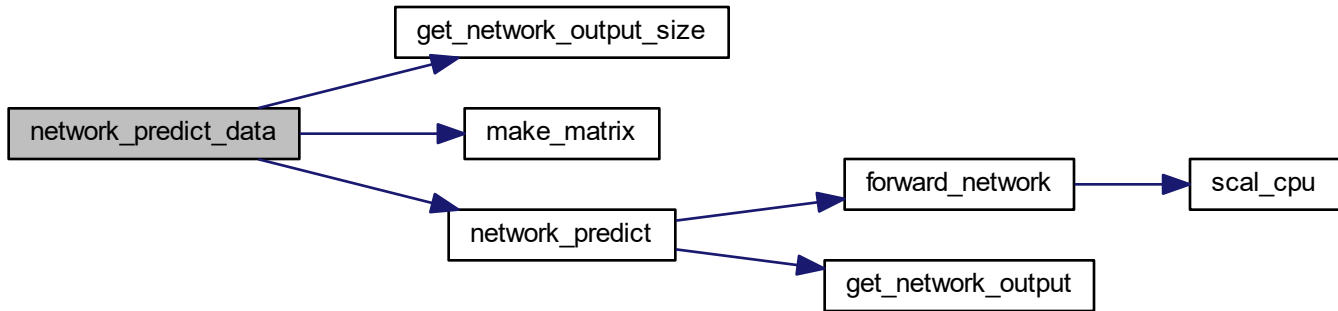 get_network_output_size
network_predict_data
make_matrix
forward_network
scal_cpu
network_predict
get_network_output